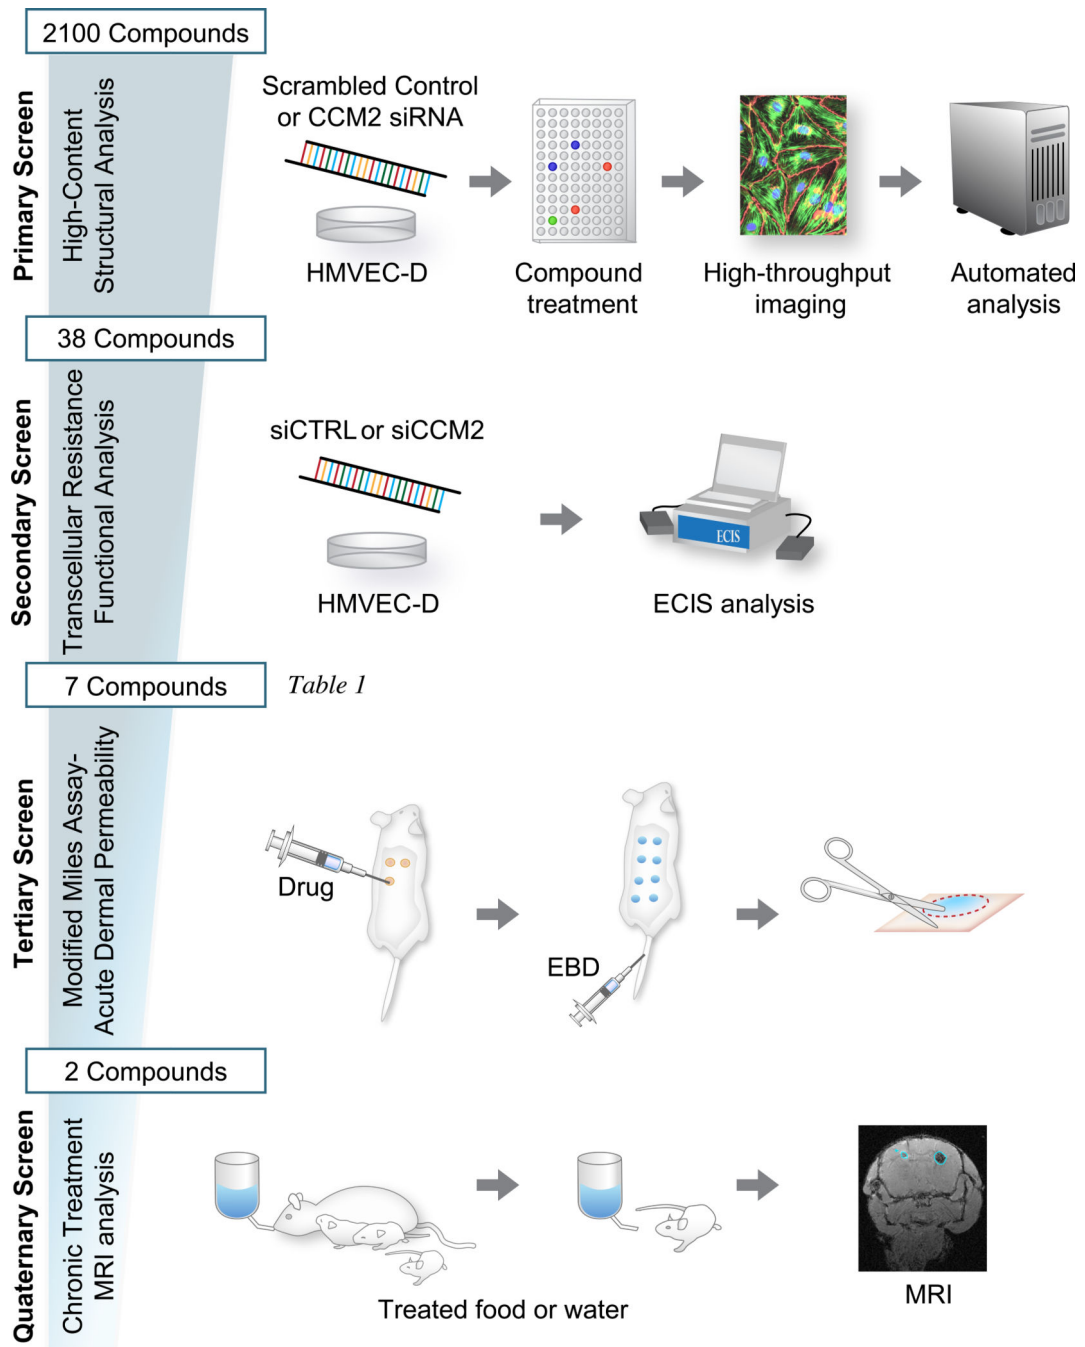 2100 Compounds
Primary Screen
High-Content
Structural Analysis
Scrambled Control
or CCM2 siRNA
HMVEC-D
Compound
treatment
High-throughput
imaging
Automated
analysis
38 Compounds
Secondary Screen
Transcellular Resistance
Functional Analysis
siCTRL or siCCM2
HMVEC-D
ECIS
ECIS analysis
7 Compounds
Table 1
Tertiary Screen
Modified Miles Assay-
Acute Dermal Permeability
Drug
EBD
2 Compounds
Quaternary Screen
Chronic Treatment
MRI analysis
Treated food or water
MRI